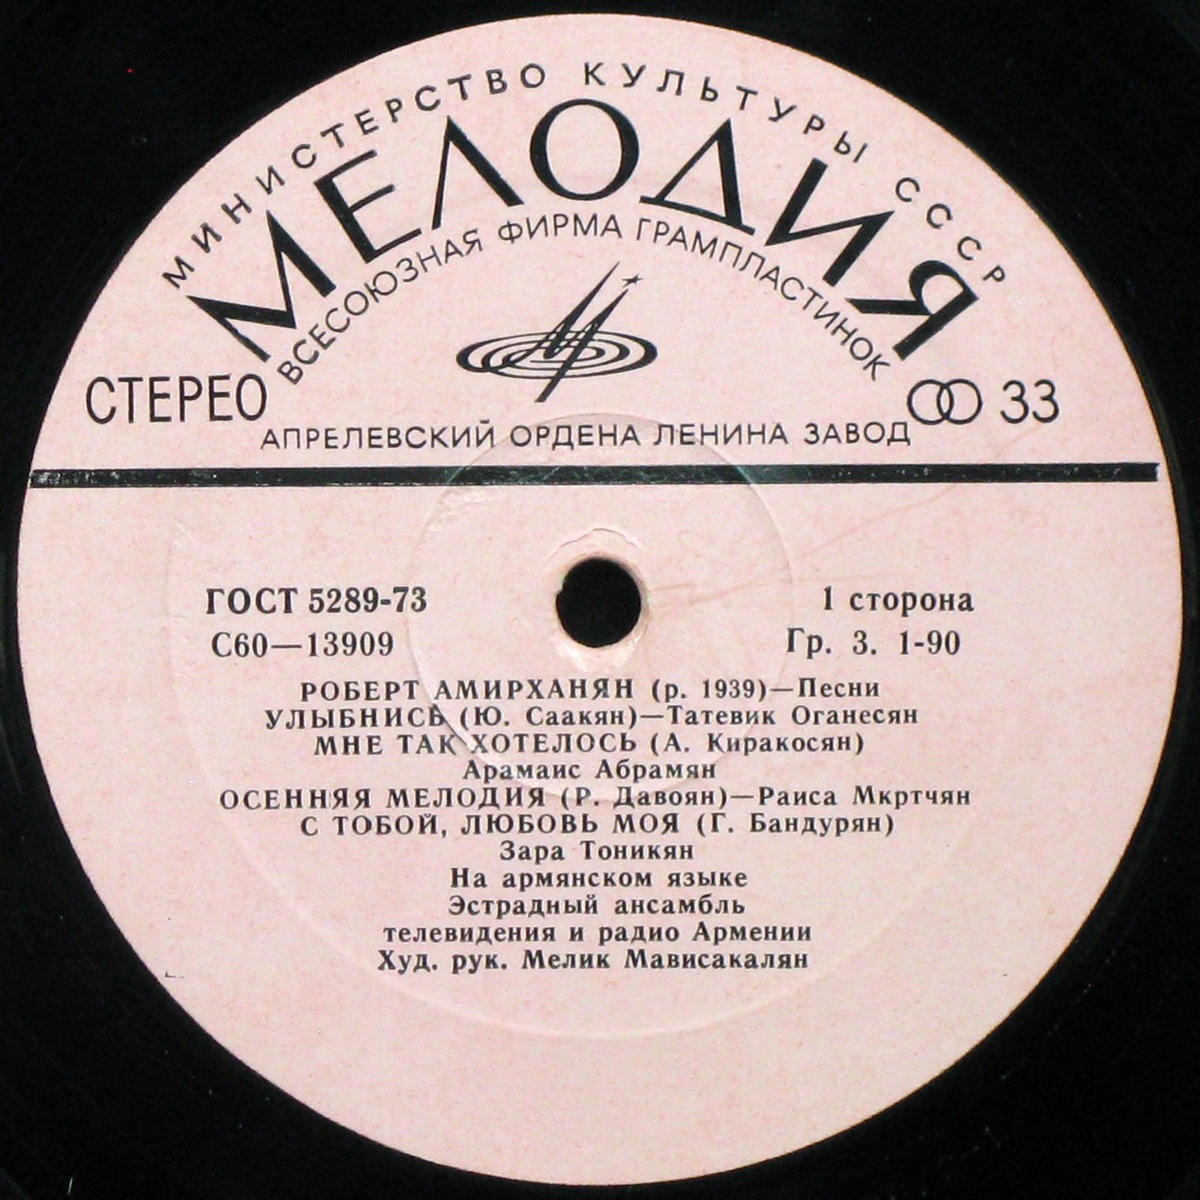 МИНИСТЕРСТВО КУЛЬТУРЫ СССР
МЕЛОДИЯ
ВСЕСОЮЗНАЯ ФИРМА ГРАМПЛАСТИНОК
СТЕРЕО
33
АПРЕЛЕВСКИЙ ОРДЕНА ЛЕНИНА ЗАВОД
ГОСТ 5289-73
1 сторона
С60—13909
Гр. 3. 1-90
РОБЕРТ АМИРХАНЯН (р. 1939)—Песни
УЛЫБНИСЬ (Ю. Саакян)—Татевик Оганесян
МНЕ ТАК ХОТЕЛОСЬ (А. Киракосян)
Арамаис Абрамян
ОСЕННЯЯ МЕЛОДИЯ (Р. Давоян)—Раиса Мкртчян
С ТОБОЙ, ЛЮБОВЬ МОЯ (Г. Бандурян)
Зара Тоникян
На армянском языке
Эстрадный ансамбль
телевидения и радио Армении
Худ. рук. Мелик Мависакалян